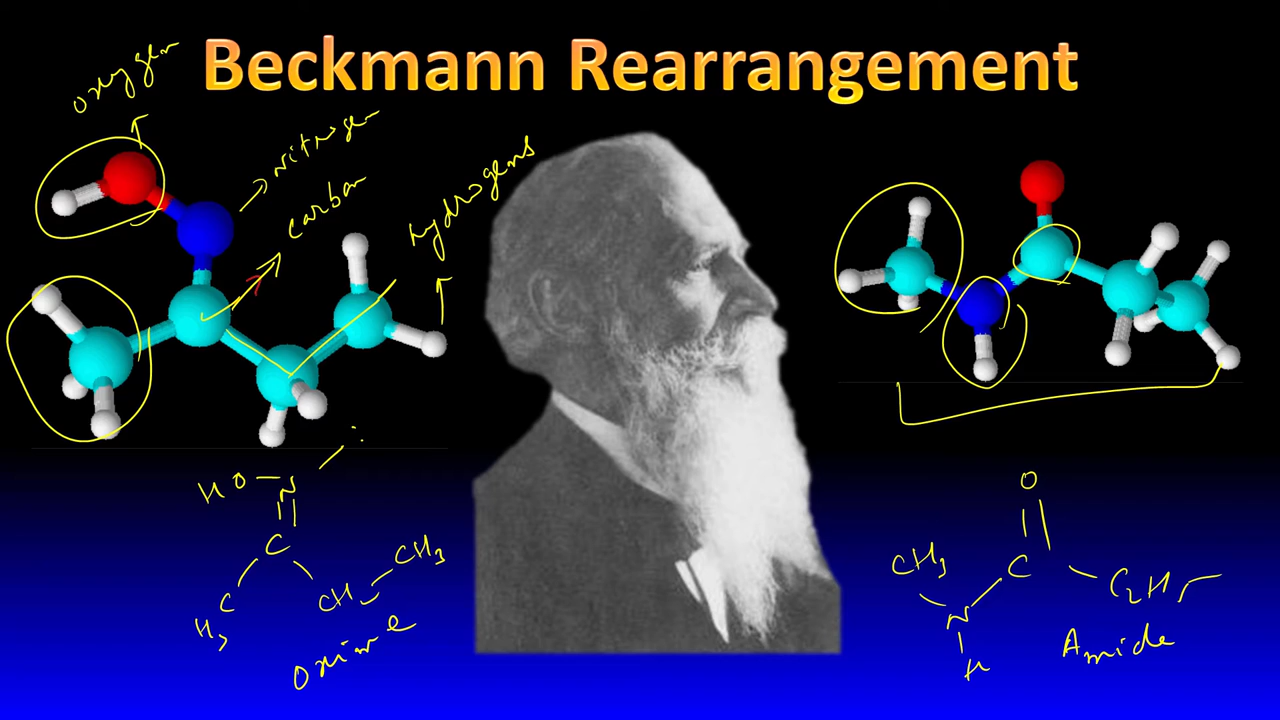 Beckmann Rearrangement
oxygen
nitrogen
carbon
hydrogens
HO-N
C
CH3
H3C
CH2
Oxime
O
CH3
C
C2H5
N
H
Amide